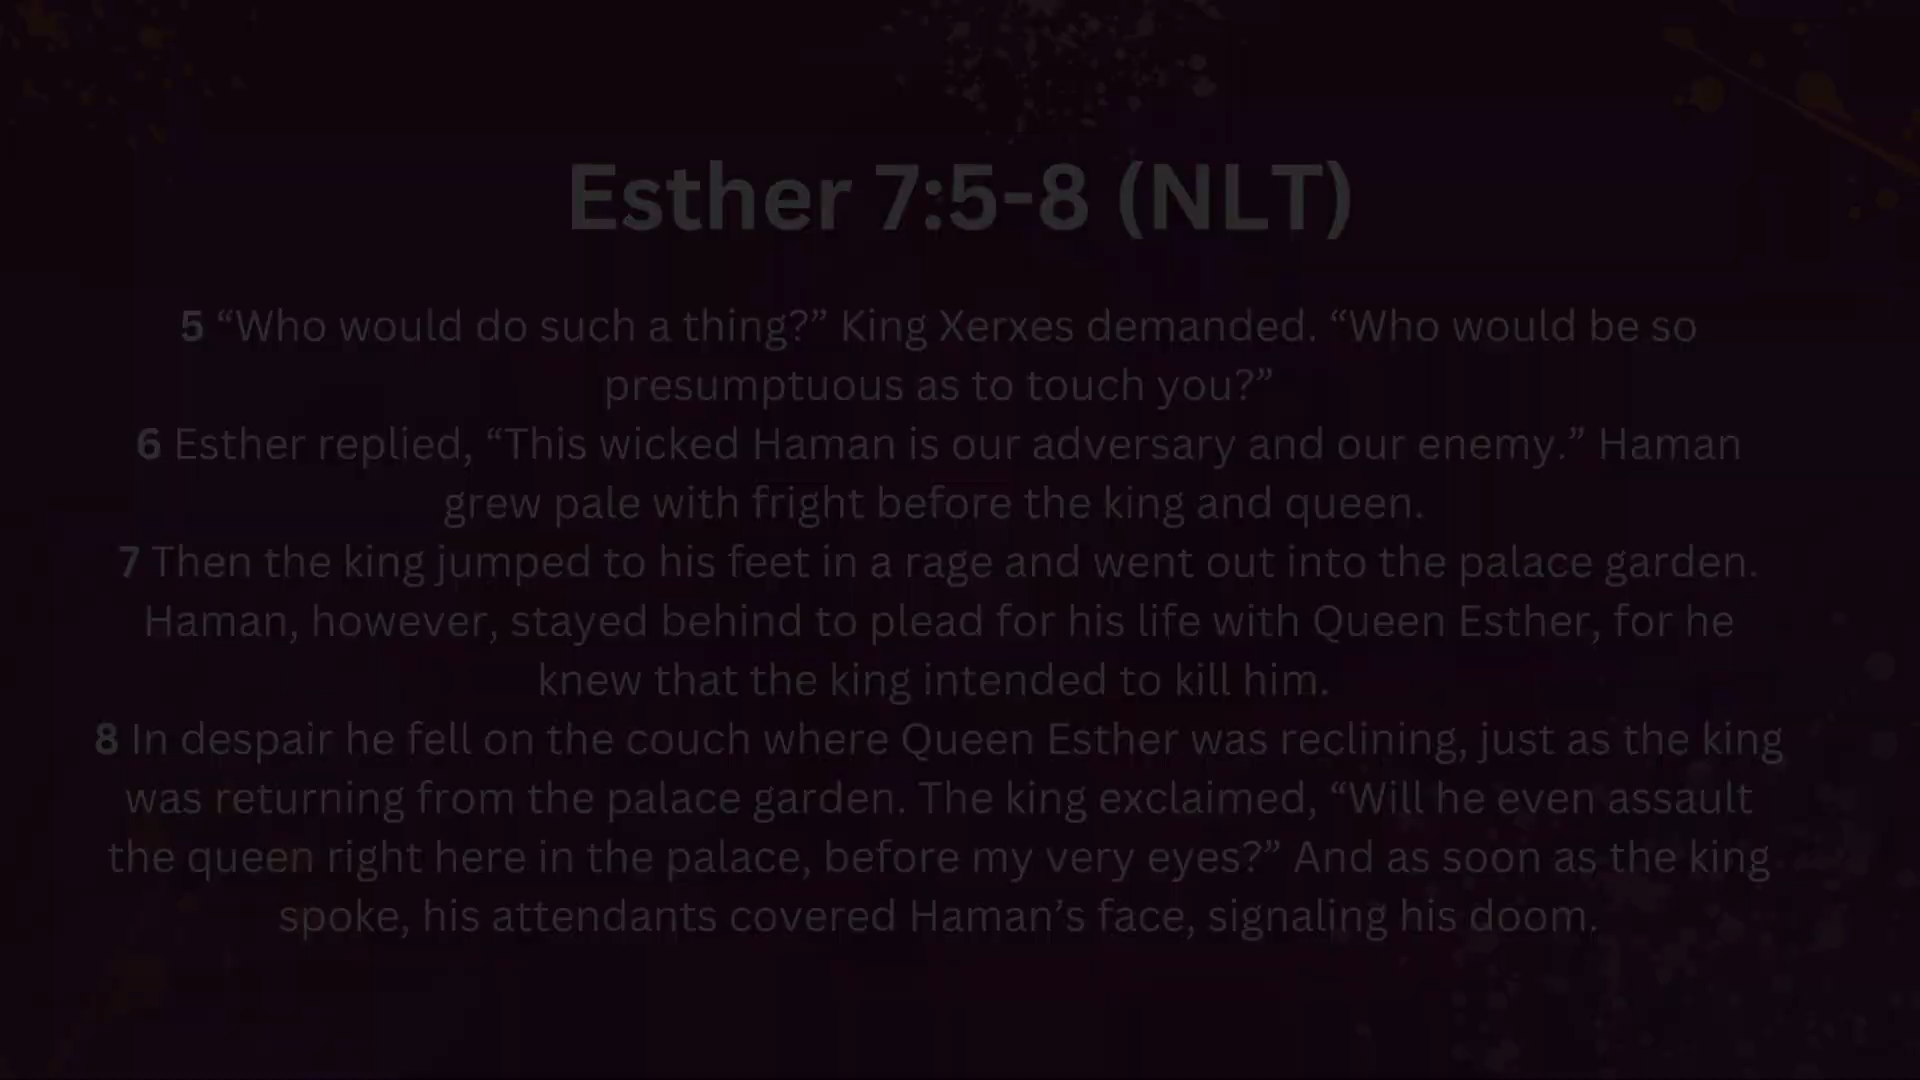 Esther 7:5-8 (NLT)
5 “Who would do such a thing?” King Xerxes demanded. “Who would be so
presumptuous as to touch you?”
6 Esther replied, “This wicked Haman is our adversary and our enemy.” Haman
grew pale with fright before the king and queen.
7 Then the king jumped to his feet in a rage and went out into the palace garden.
Haman, however, stayed behind to plead for his life with Queen Esther, for he
knew that the king intended to kill him.
8 In despair he fell on the couch where Queen Esther was reclining, just as the king
was returning from the palace garden. The king exclaimed, “Will he even assault
the queen right here in the palace, before my very eyes?” And as soon as the king
spoke, his attendants covered Haman’s face, signaling his doom.